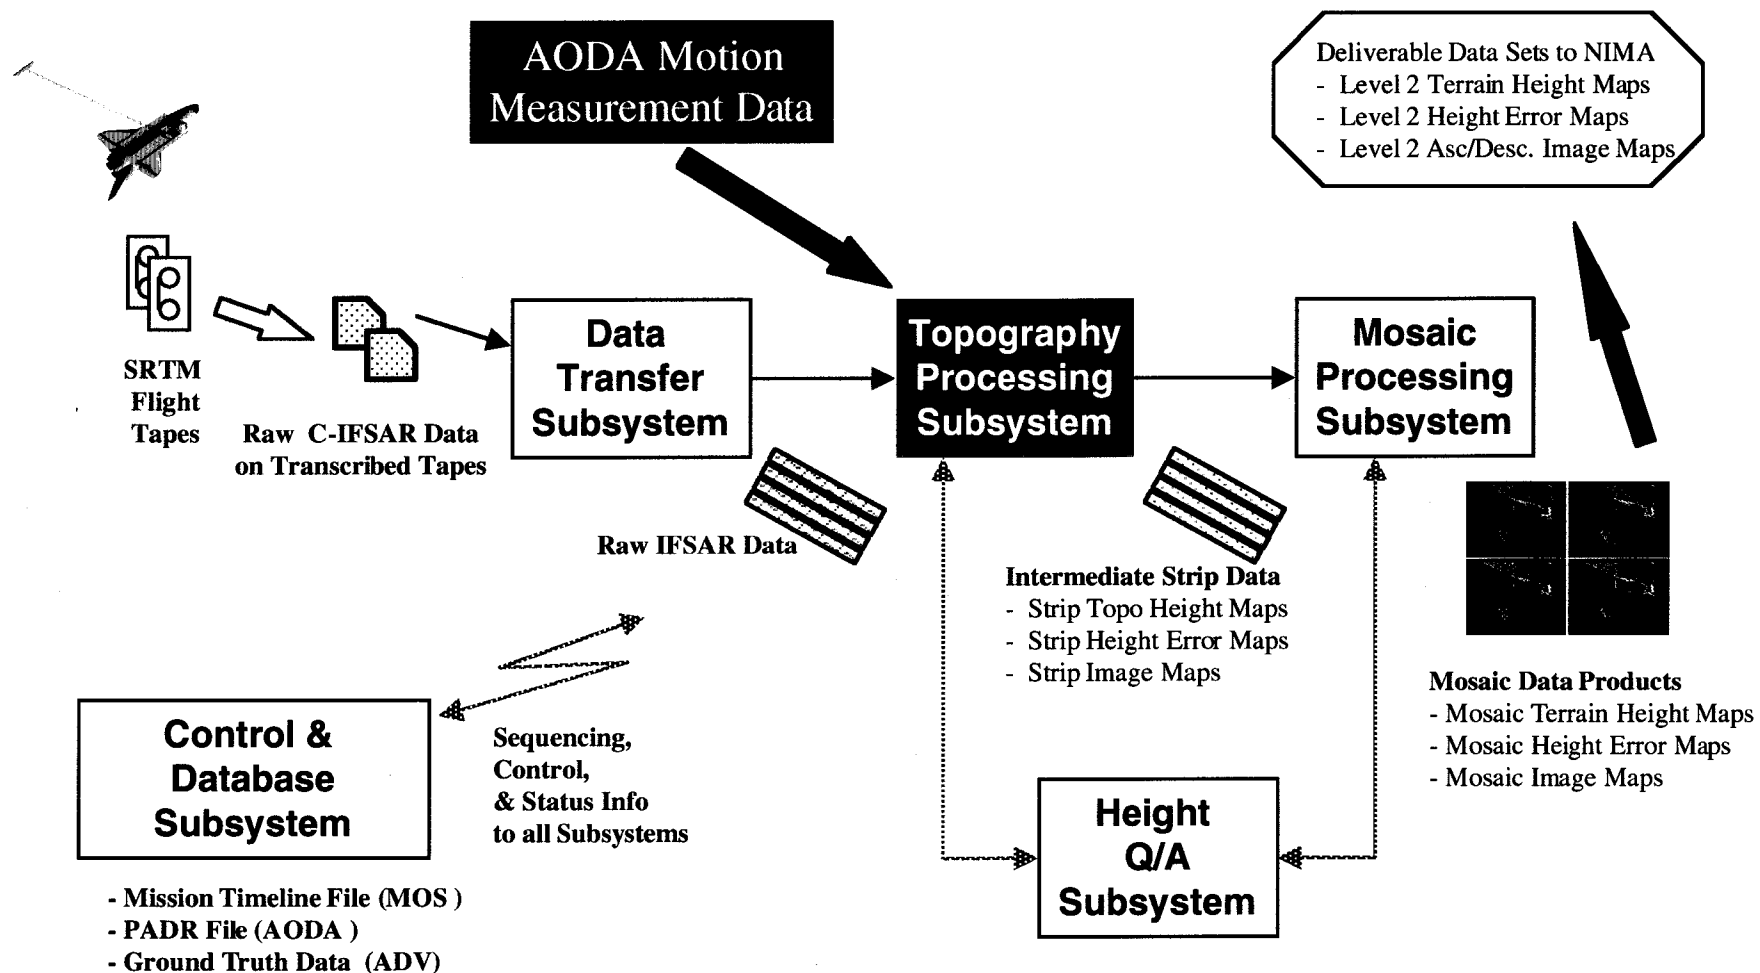 AODA Motion
Measurement Data
Deliverable Data Sets to NIMA
- Level 2 Terrain Height Maps
- Level 2 Height Error Maps
- Level 2 Asc/Desc. Image Maps
SRTM
Flight
Tapes
Raw C-IFSAR Data
on Transcribed Tapes
Data
Transfer
Subsystem
Topography
Processing
Subsystem
Mosaic
Processing
Subsystem
Raw IFSAR Data
Intermediate Strip Data
- Strip Topo Height Maps
- Strip Height Error Maps
- Strip Image Maps
Mosaic Data Products
- Mosaic Terrain Height Maps
- Mosaic Height Error Maps
- Mosaic Image Maps
Control &
Database
Subsystem
Sequencing,
Control,
& Status Info
to all Subsystems
Height
Q/A
Subsystem
- Mission Timeline File (MOS )
- PADR File (AODA )
- Ground Truth Data (ADV)